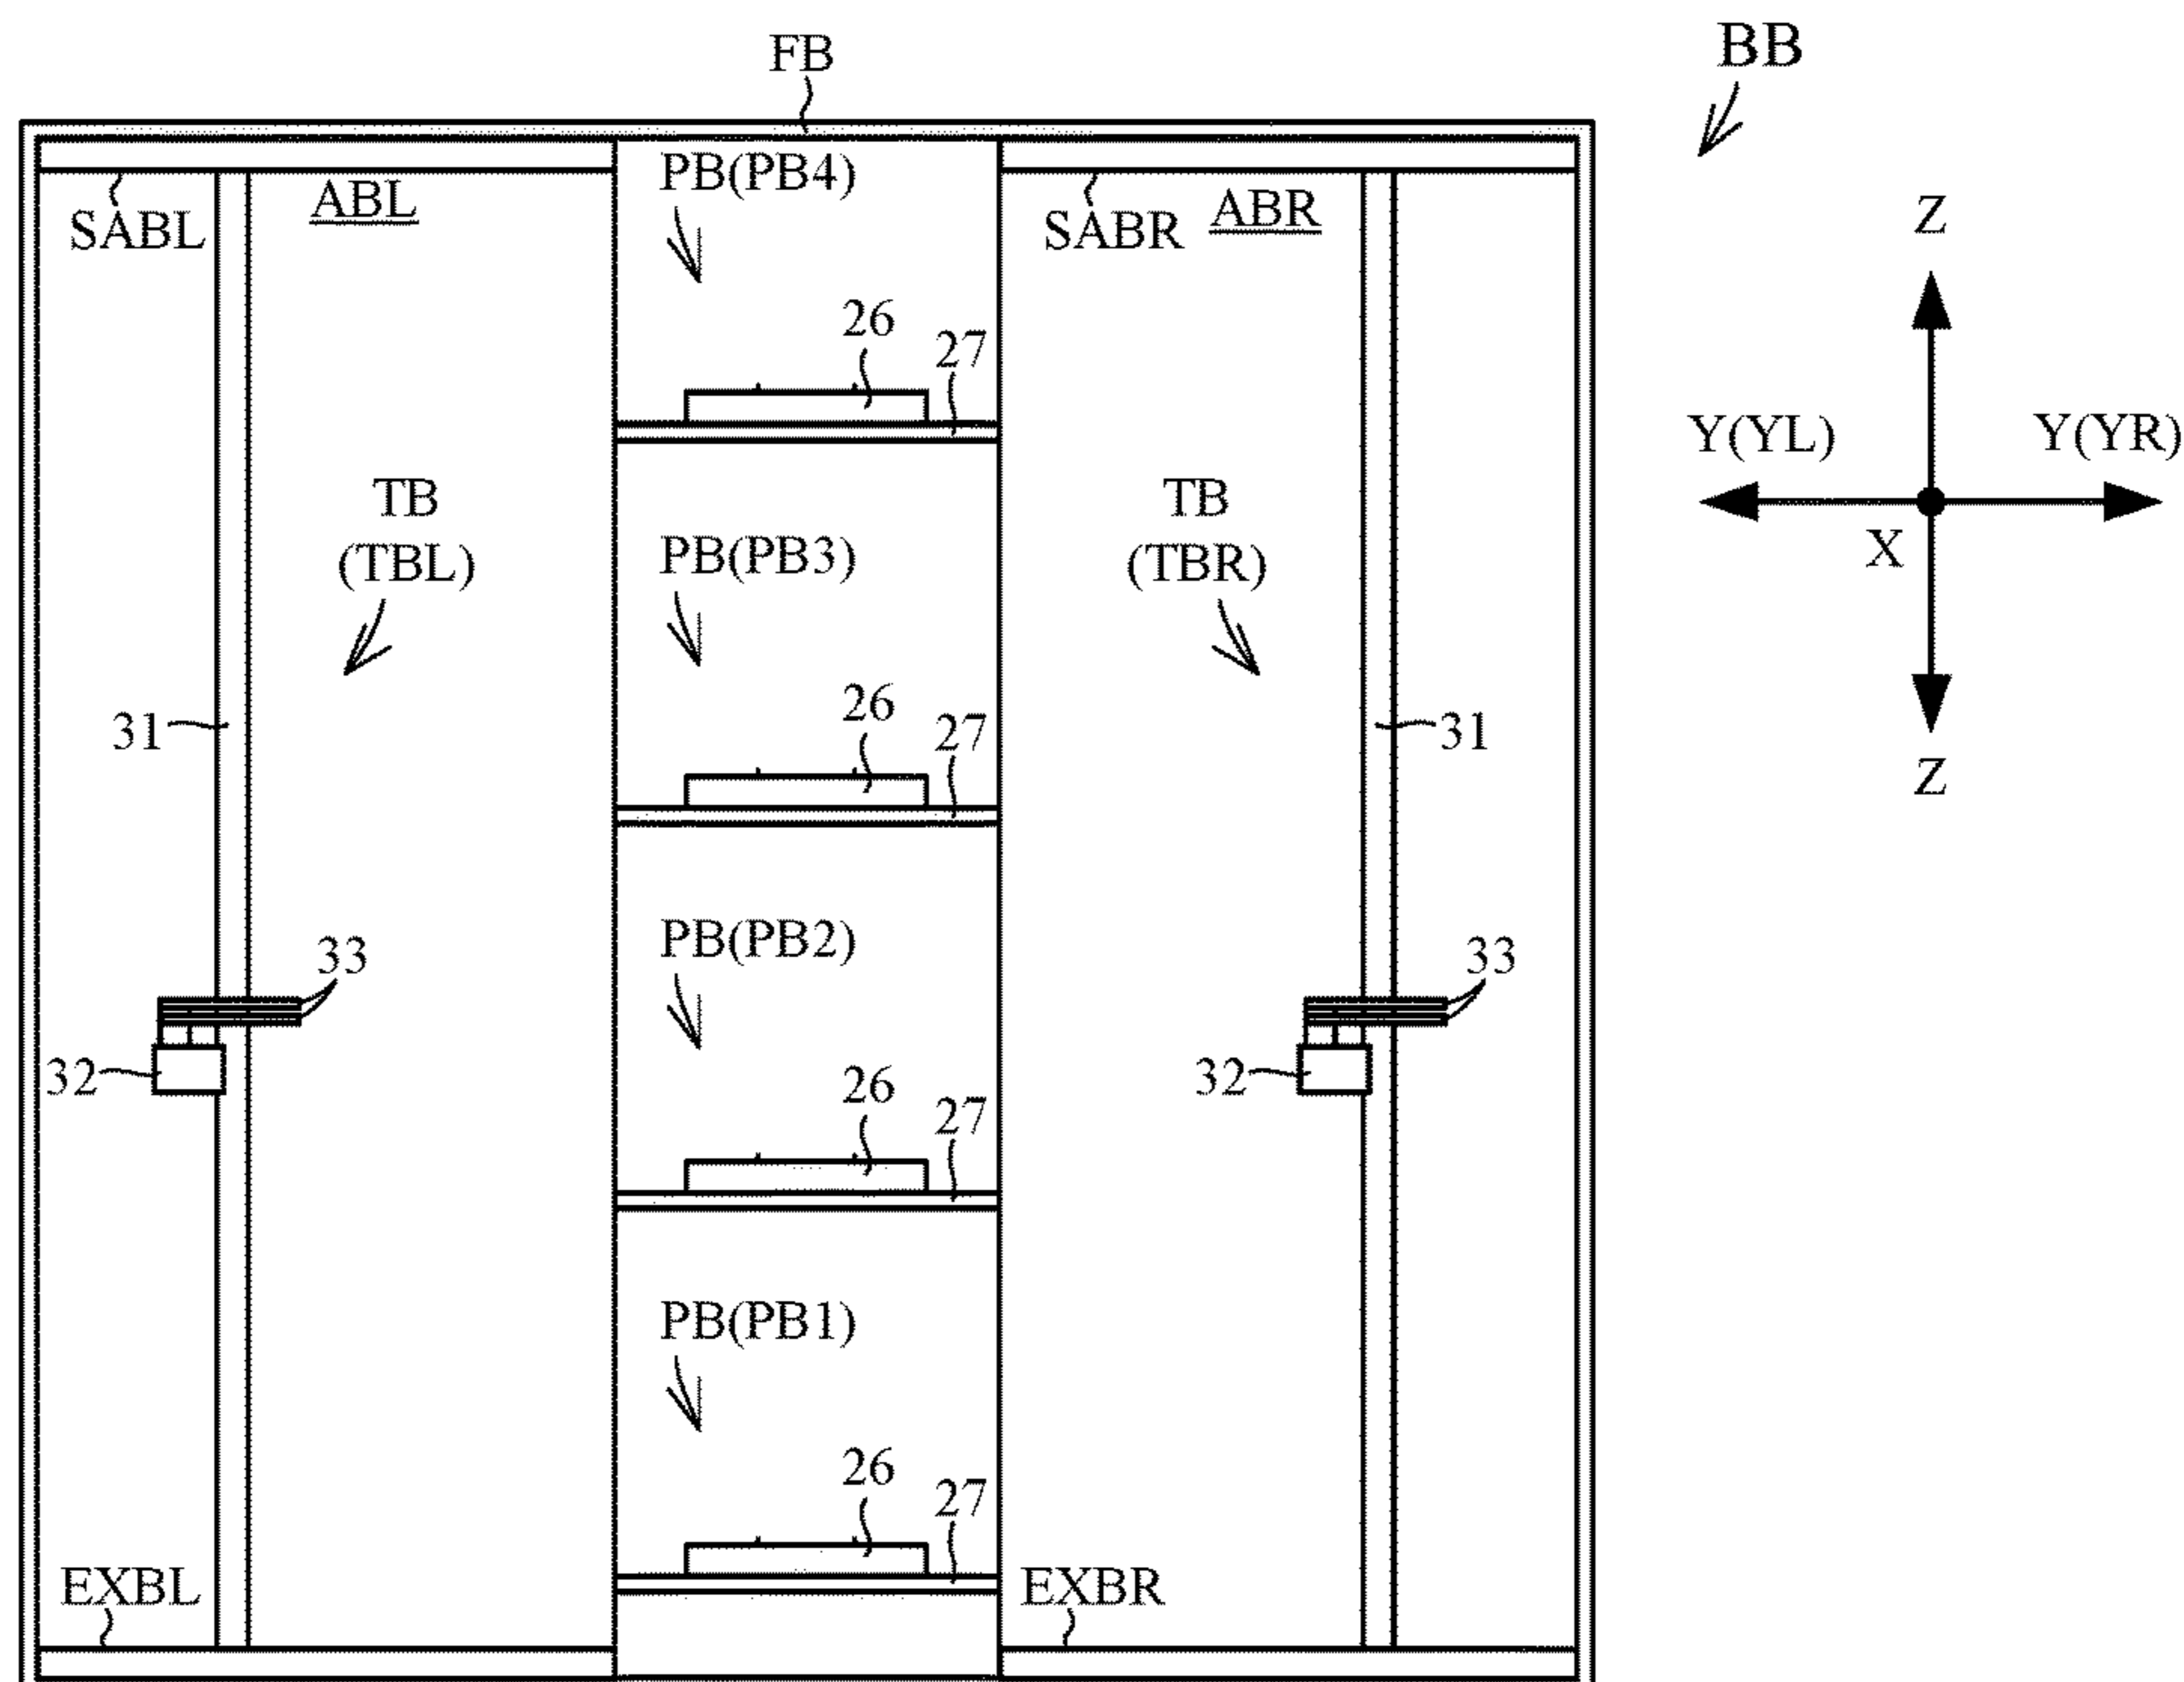 FB
BB
PB(PB4)
SABL
ABL
SABR
ABR
Z
26
27
Y(YL)
Y(YR)
X
Z
TB
(TBL)
PB(PB3)
TB
(TBR)
31
26
27
31
PB(PB2)
33
33
32
32
26
27
PB(PB1)
26
27
EXBL
EXBR